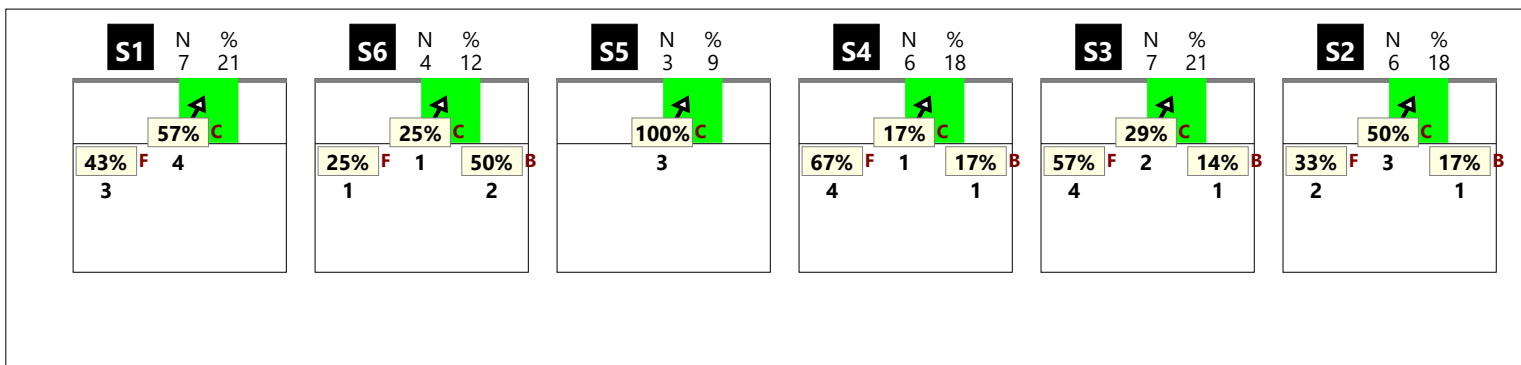 S1 N % S6 N % S5 N % S4 N % S3 N % S2 N %
7 21 4 12 3 9 6 18 7 21 6 18
57% C 25% C 100% C 17% C 29% C 50% C
43% F 4 25% F 1 50% B 3 67% F 1 17% B 57% F 2 14% B 33% F 3 17% B
3 1 2 4 1 4 1 2 1